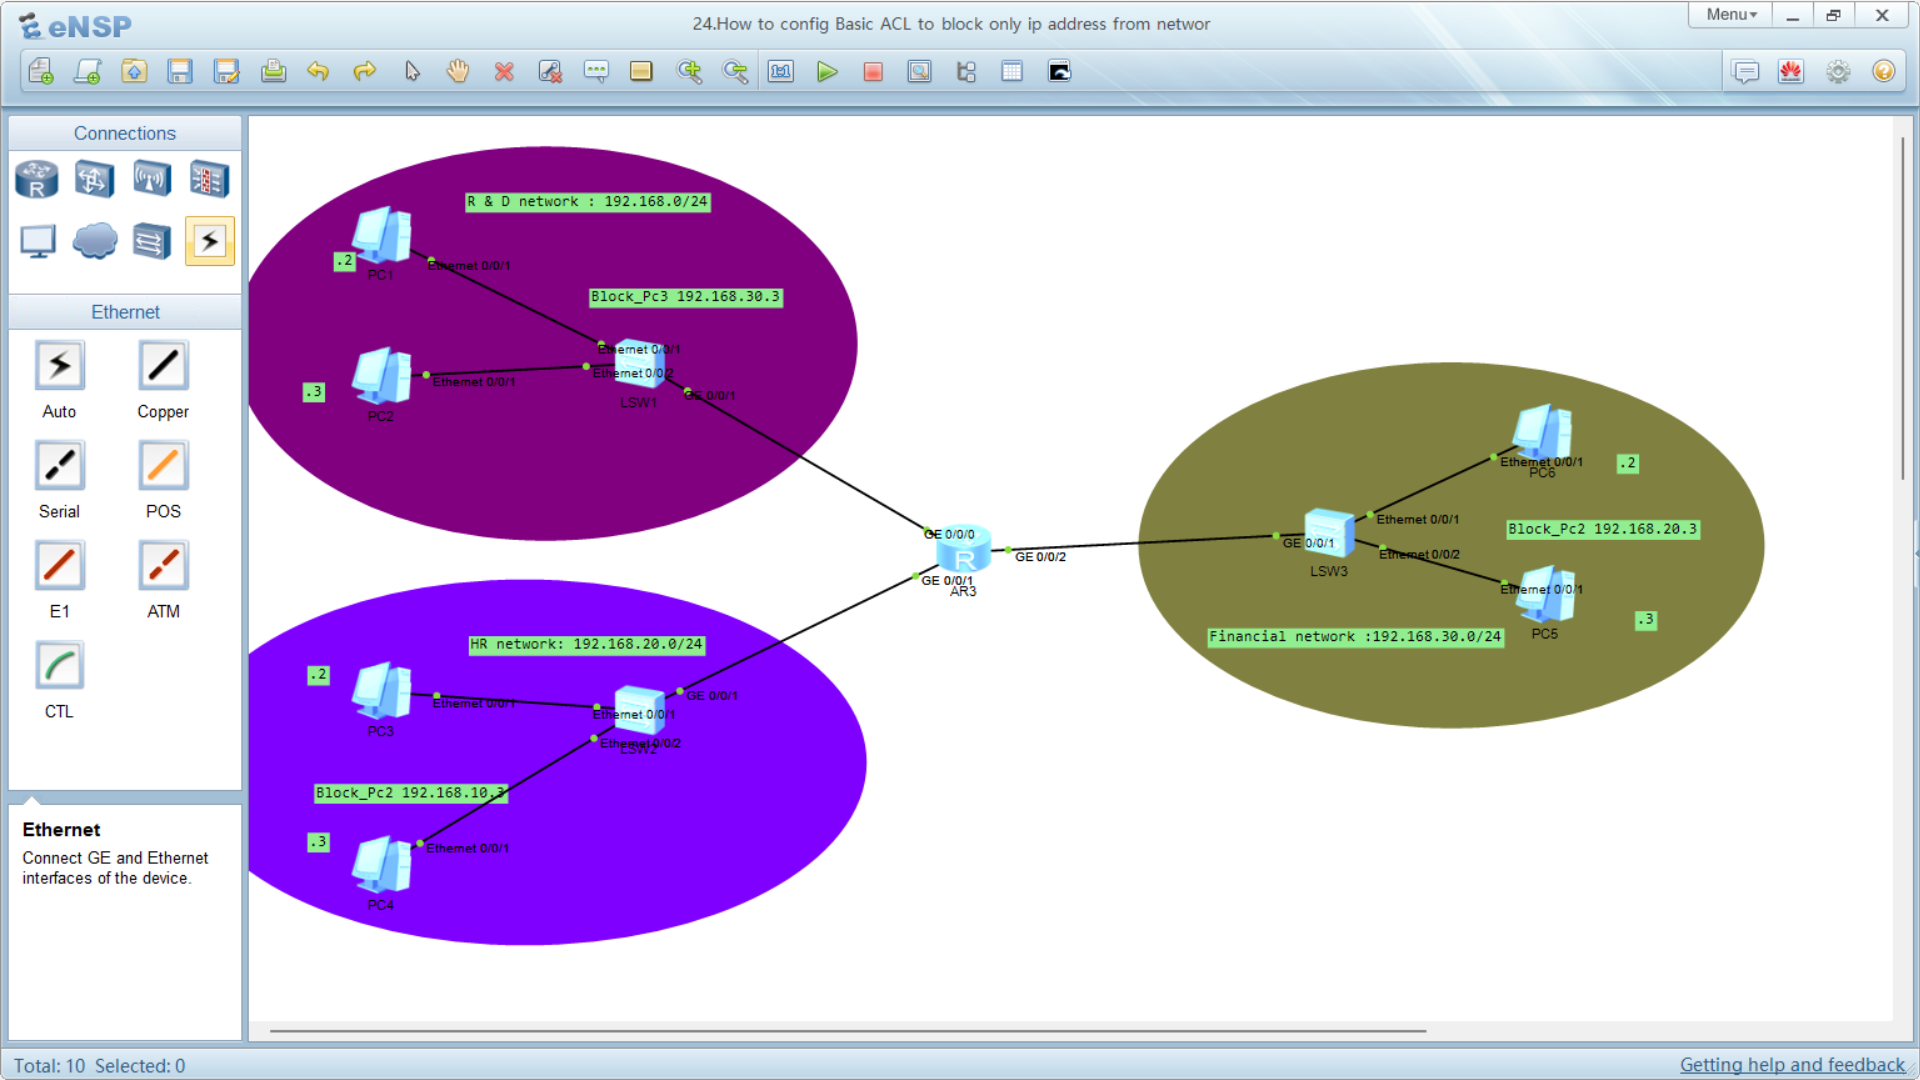 eNSP
24.How to config Basic ACL to block only ip address from networ
Menu
Connections
R
Ethernet
Auto
Copper
Serial
POS
E1
ATM
CTL
Ethernet
Connect GE and Ethernet
interfaces of the device.
R & D network : 192.168.0/24
.2
PC1
Ethernet 0/0/1
Block_Pc3 192.168.30.3
Ethernet 0/0/1
Ethernet 0/0/2
.3
PC2
Ethernet 0/0/1
LSW1
GE 0/0/1
GE 0/0/0
R
GE 0/0/2
GE 0/0/1
AR3
PC6
Ethernet 0/0/1
.2
Ethernet 0/0/1
Block_Pc2 192.168.20.3
GE 0/0/1
Ethernet 0/0/2
LSW3
Ethernet 0/0/1
PC5
.3
Financial network :192.168.30.0/24
HR network: 192.168.20.0/24
.2
PC3
Ethernet 0/0/1
GE 0/0/1
Ethernet 0/0/1
Ethernet 0/0/2
LSW2
Block_Pc2 192.168.10.3
.3
Ethernet 0/0/1
PC4
Total: 10 Selected: 0
Getting help and feedback